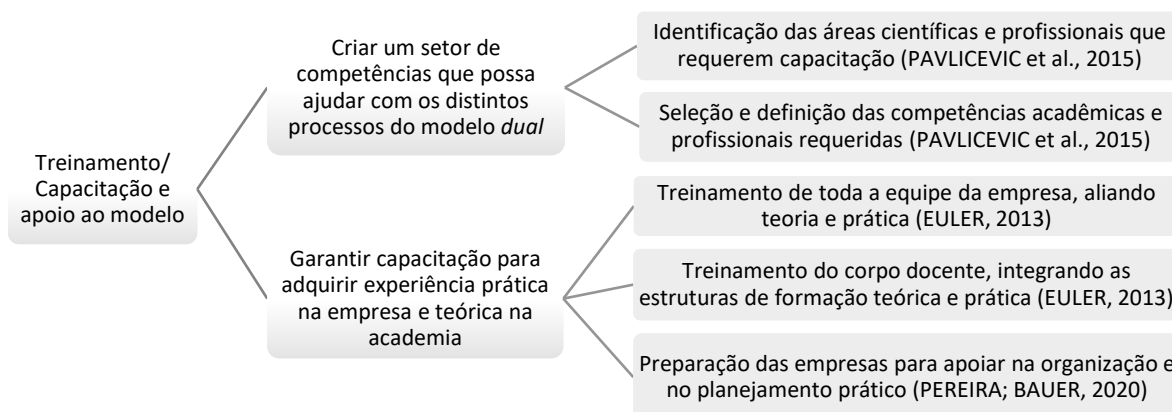 Treinamento/
Capacitação e
apoio ao modelo
Criar um setor de
competências que possa
ajudar com os distintos
processos do modelo dual
Identificação das áreas científicas e profissionais que
requerem capacitação (PAVLICEVIC et al., 2015)
Seleção e definição das competências acadêmicas e
profissionais requeridas (PAVLICEVIC et al., 2015)
Garantir capacitação para
adquirir experiência prática
na empresa e teórica na
academia
Treinamento de toda a equipe da empresa, aliando
teoria e prática (EULER, 2013)
Treinamento do corpo docente, integrando as
estruturas de formação teórica e prática (EULER, 2013)
Preparação das empresas para apoiar na organização e
no planejamento prático (PEREIRA; BAUER, 2020)